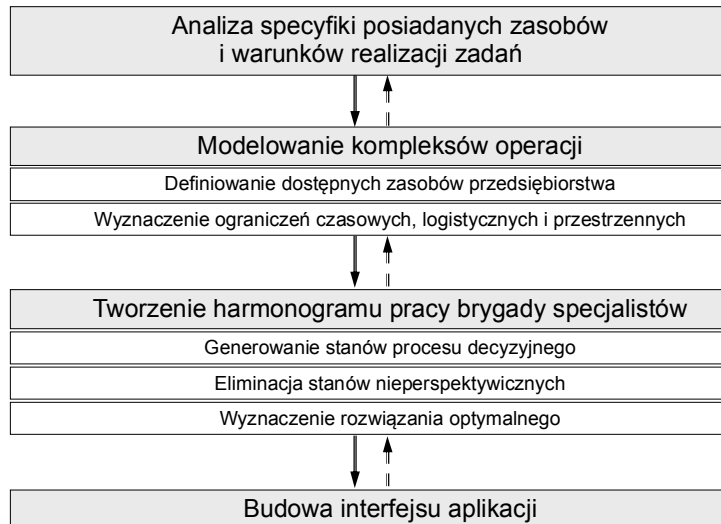 Analiza specyfiki posiadanych zasobów
i warunków realizacji zadań
Modelowanie kompleksów operacji
Definiowanie dostępnych zasobów przedsiębiorstwa
Wyznaczenie ograniczeń czasowych, logistycznych i przestrzennych
Tworzenie harmonogramu pracy brygady specjalistów
Generowanie stanów procesu decyzyjnego
Eliminacja stanów nieperspektywicznych
Wyznaczenie rozwiązania optymalnego
Budowa interfejsu aplikacji